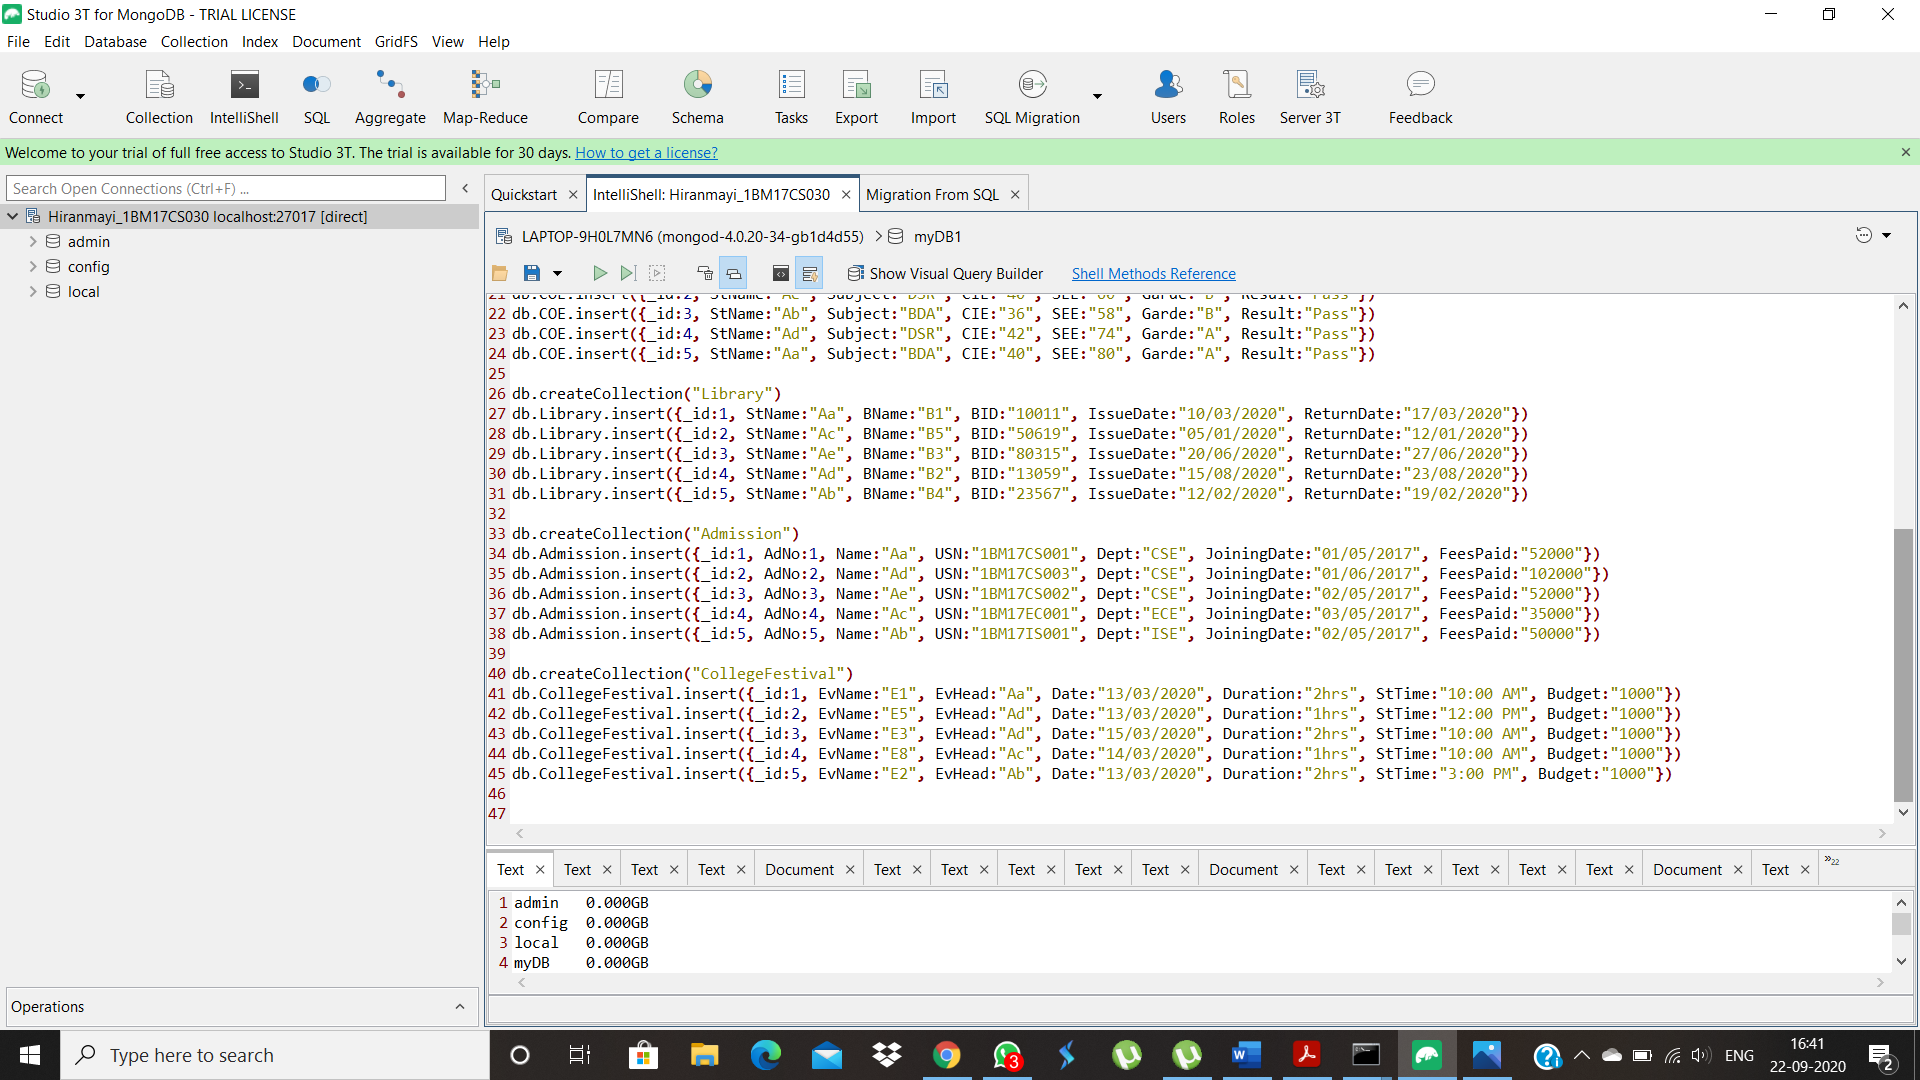 Studio 3T for MongoDB - TRIAL LICENSE
File Edit Database Collection Index Document GridFS View Help
Connect Collection IntelliShell SQL Aggregate Map-Reduce Compare Schema Tasks Export Import SQL Migration Users Roles Server 3T Feedback
Welcome to your trial of full free access to Studio 3T. The trial is available for 30 days. How to get a license?
Search Open Connections (Ctrl+F) ...
Hiranmayi_1BM17CS030 localhost:27017 [direct]
admin
config
local
Operations
Quickstart IntelliShell: Hiranmayi_1BM17CS030 Migration From SQL
LAPTOP-9H0L7MN6 (mongod-4.0.20-34-gb1d4d55) myDB1
Show Visual Query Builder Shell Methods Reference
21 db.COE.insert({_id:2, StName:"Ac", Subject:"DSR", CIE:"40", SEE:"60", Garde:"B", Result:"Pass"})
22 db.COE.insert({_id:3, StName:"Ab", Subject:"BDA", CIE:"36", SEE:"58", Garde:"B", Result:"Pass"})
23 db.COE.insert({_id:4, StName:"Ad", Subject:"DSR", CIE:"42", SEE:"74", Garde:"A", Result:"Pass"})
24 db.COE.insert({_id:5, StName:"Aa", Subject:"BDA", CIE:"40", SEE:"80", Garde:"A", Result:"Pass"})
25
26 db.createCollection("Library")
27 db.Library.insert({_id:1, StName:"Aa", BName:"B1", BID:"10011", IssueDate:"10/03/2020", ReturnDate:"17/03/2020"})
28 db.Library.insert({_id:2, StName:"Ac", BName:"B5", BID:"50619", IssueDate:"05/01/2020", ReturnDate:"12/01/2020"})
29 db.Library.insert({_id:3, StName:"Ae", BName:"B3", BID:"80315", IssueDate:"20/06/2020", ReturnDate:"27/06/2020"})
30 db.Library.insert({_id:4, StName:"Ad", BName:"B2", BID:"13059", IssueDate:"15/08/2020", ReturnDate:"23/08/2020"})
31 db.Library.insert({_id:5, StName:"Ab", BName:"B4", BID:"23567", IssueDate:"12/02/2020", ReturnDate:"19/02/2020"})
32
33 db.createCollection("Admission")
34 db.Admission.insert({_id:1, AdNo:1, Name:"Aa", USN:"1BM17CS001", Dept:"CSE", JoiningDate:"01/05/2017", FeesPaid:"52000"})
35 db.Admission.insert({_id:2, AdNo:2, Name:"Ad", USN:"1BM17CS003", Dept:"CSE", JoiningDate:"01/06/2017", FeesPaid:"102000"})
36 db.Admission.insert({_id:3, AdNo:3, Name:"Ae", USN:"1BM17CS002", Dept:"CSE", JoiningDate:"02/05/2017", FeesPaid:"52000"})
37 db.Admission.insert({_id:4, AdNo:4, Name:"Ac", USN:"1BM17EC001", Dept:"ECE", JoiningDate:"03/05/2017", FeesPaid:"35000"})
38 db.Admission.insert({_id:5, AdNo:5, Name:"Ab", USN:"1BM17IS001", Dept:"ISE", JoiningDate:"02/05/2017", FeesPaid:"50000"})
39
40 db.createCollection("CollegeFestival")
41 db.CollegeFestival.insert({_id:1, EvName:"E1", EvHead:"Aa", Date:"13/03/2020", Duration:"2hrs", StTime:"10:00 AM", Budget:"1000"})
42 db.CollegeFestival.insert({_id:2, EvName:"E5", EvHead:"Ad", Date:"13/03/2020", Duration:"1hrs", StTime:"12:00 PM", Budget:"1000"})
43 db.CollegeFestival.insert({_id:3, EvName:"E3", EvHead:"Ad", Date:"15/03/2020", Duration:"2hrs", StTime:"10:00 AM", Budget:"1000"})
44 db.CollegeFestival.insert({_id:4, EvName:"E8", EvHead:"Ac", Date:"14/03/2020", Duration:"1hrs", StTime:"10:00 AM", Budget:"1000"})
45 db.CollegeFestival.insert({_id:5, EvName:"E2", EvHead:"Ab", Date:"13/03/2020", Duration:"2hrs", StTime:"3:00 PM", Budget:"1000"})
46
47
Text Text Text Text Document Text Text Text Text Text Document Text Text Text Text Text Document Text »22
1 admin 0.000GB
2 config 0.000GB
3 local 0.000GB
4 myDB 0.000GB
Type here to search
3
ENG
16:41
22-09-2020
2